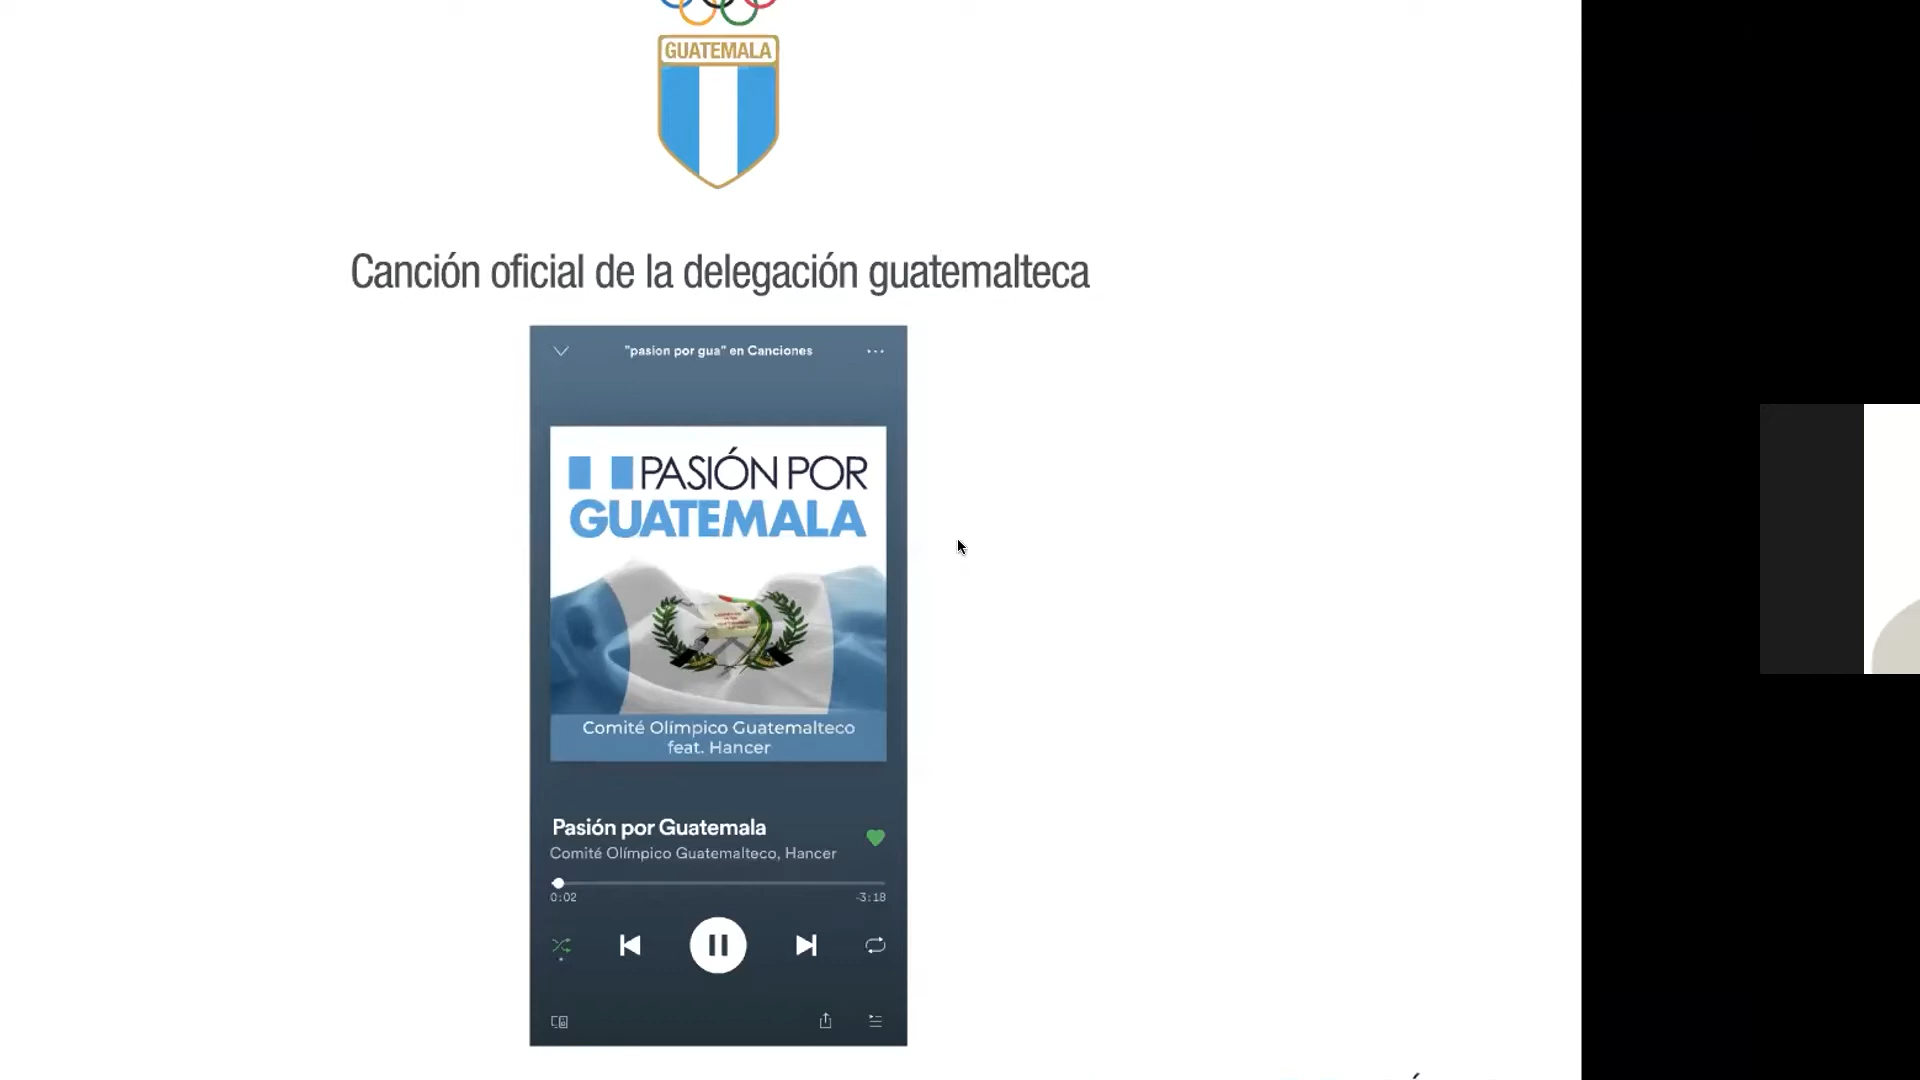 GUATEMALA
Canción oficial de la delegación guatemalteca
"pasion por gua" en Canciones
PASIÓN POR
GUATEMALA
Comité Olímpico Guatemalteco
feat. Hancer
Pasión por Guatemala
Comité Olímpico Guatemalteco, Hancer
0:02
-3:18